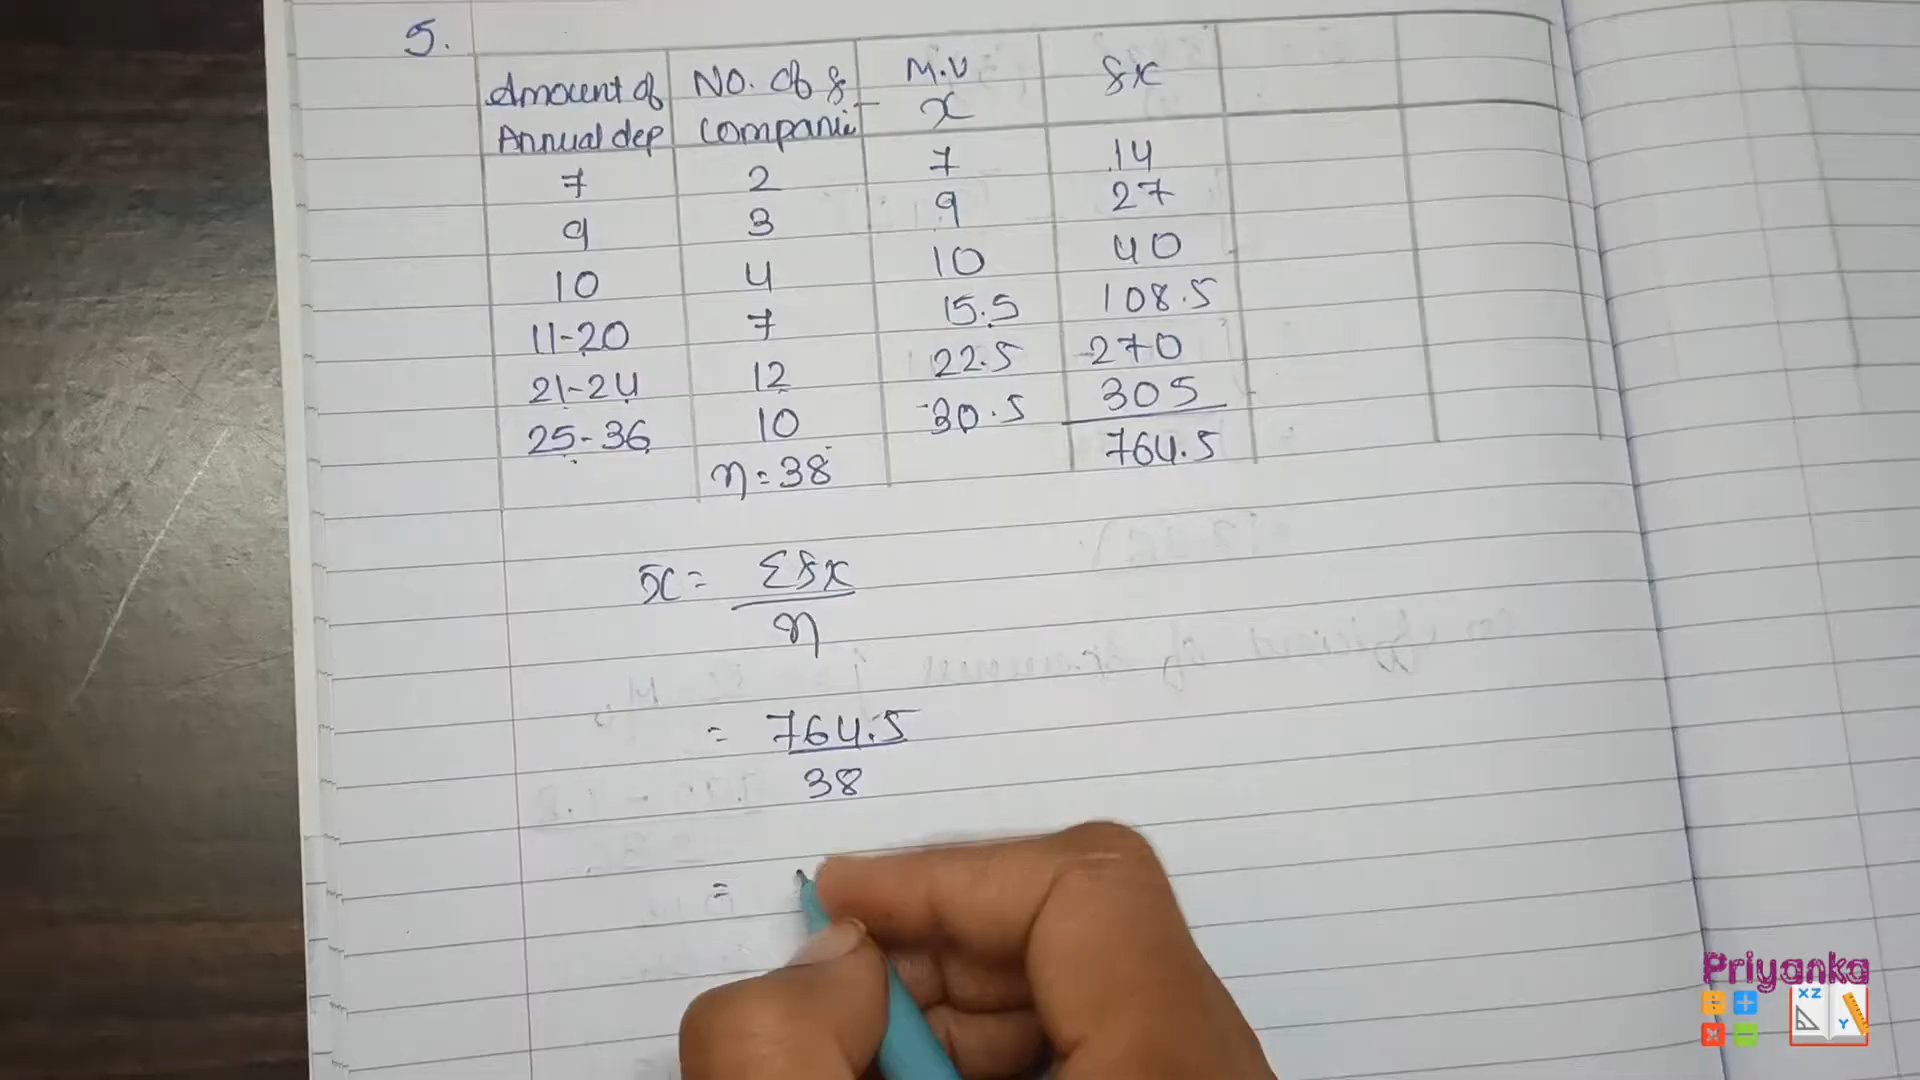 5.
Amount of Annual dep | No. of f companie | M.V x | fx
7 | 2 | 7 | 14
9 | 3 | 9 | 27
10 | 4 | 10 | 40
11-20 | 7 | 15.5 | 108.5
21-24 | 12 | 22.5 | 270
25-36 | 10 | 30.5 | 305
n=38 | 764.5
x̄ = Σfx / n
= 764.5 / 38
=
Priyanka
XZ
Y